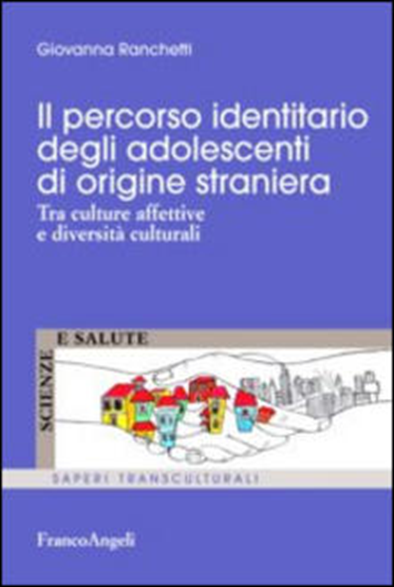 Giovanna Ranchetti
Il percorso identitario
degli adolescenti
di origine straniera
Tra culture affettive
e diversità culturali
SCIENZE
E SALUTE
SAPERI TRANSCULTURALI
FrancoAngeli